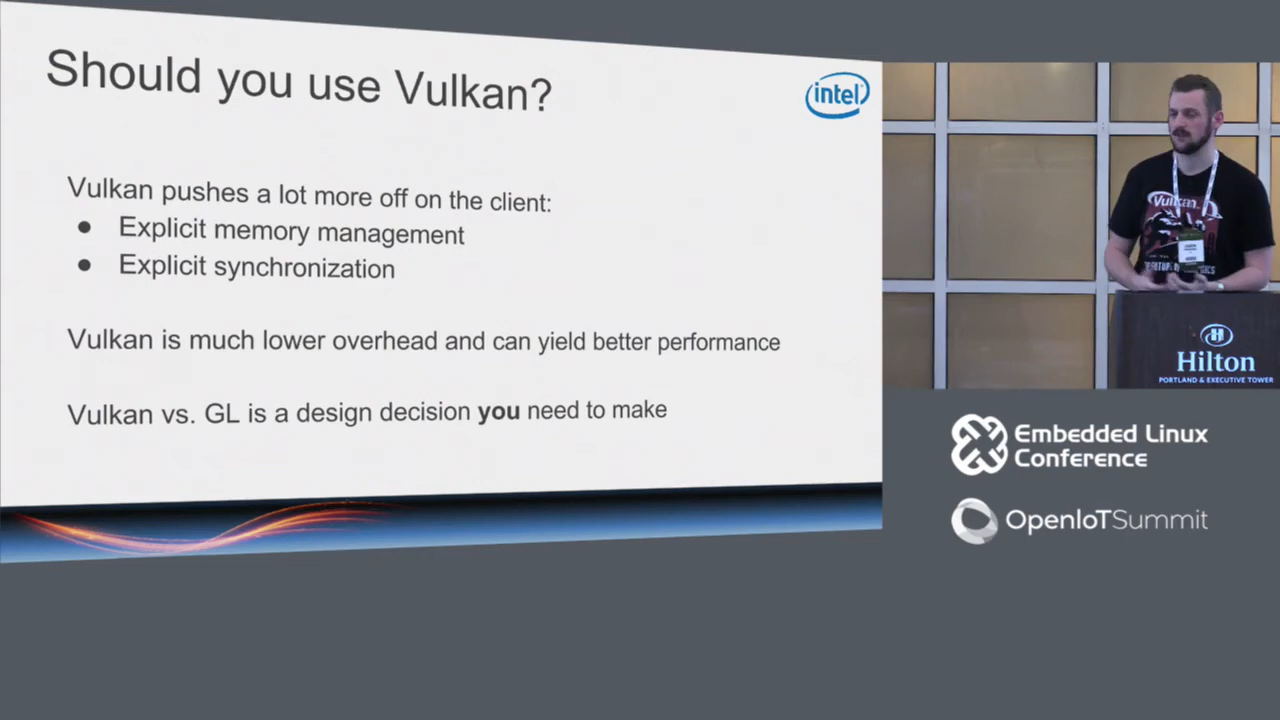 Should you use Vulkan?
intel
Vulkan pushes a lot more off on the client:
● Explicit memory management
● Explicit synchronization
Vulkan is much lower overhead and can yield better performance
Vulkan vs. GL is a design decision you need to make
Vulkan
H
Hilton
PORTLAND & EXECUTIVE TOWER
Embedded Linux
Conference
OpenIoTSummit